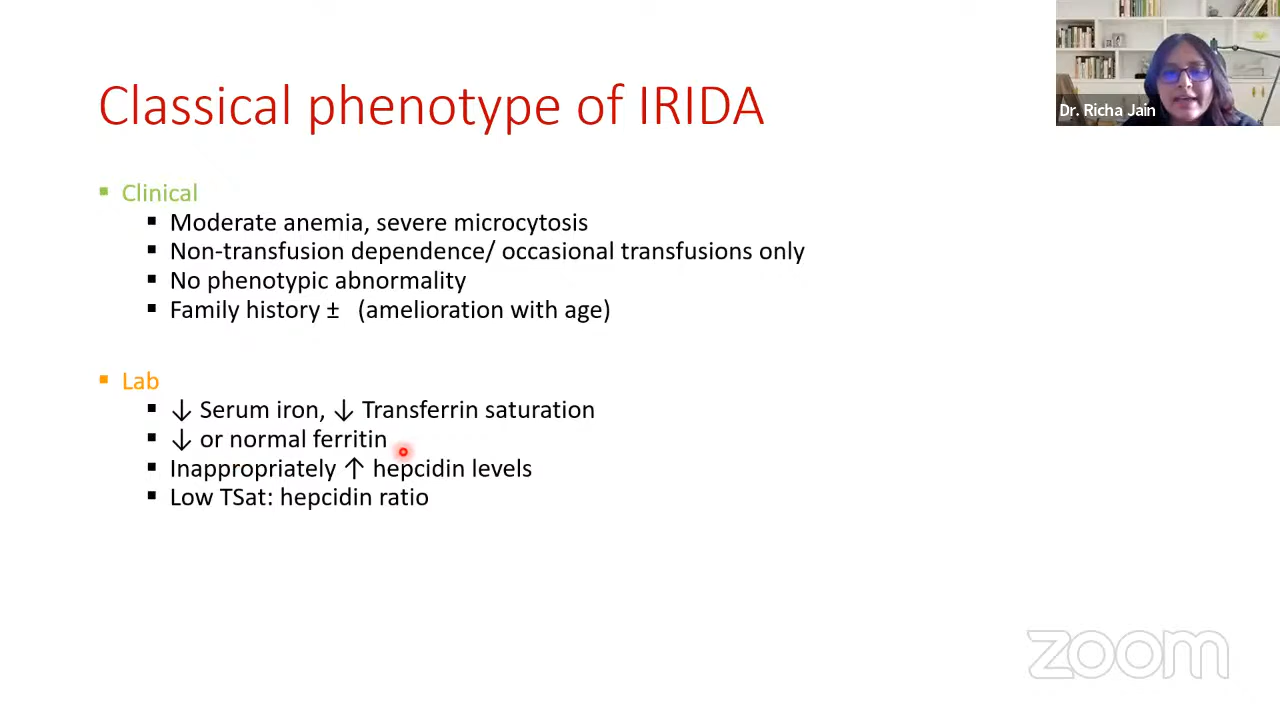 Classical phenotype of IRIDA
Dr. Richa Jain
▪ Clinical
▪ Moderate anemia, severe microcytosis
▪ Non-transfusion dependence/ occasional transfusions only
▪ No phenotypic abnormality
▪ Family history ± (amelioration with age)
▪ Lab
▪ ↓ Serum iron, ↓ Transferrin saturation
▪ ↓ or normal ferritin
▪ Inappropriately ↑ hepcidin levels
▪ Low TSat: hepcidin ratio
zoom